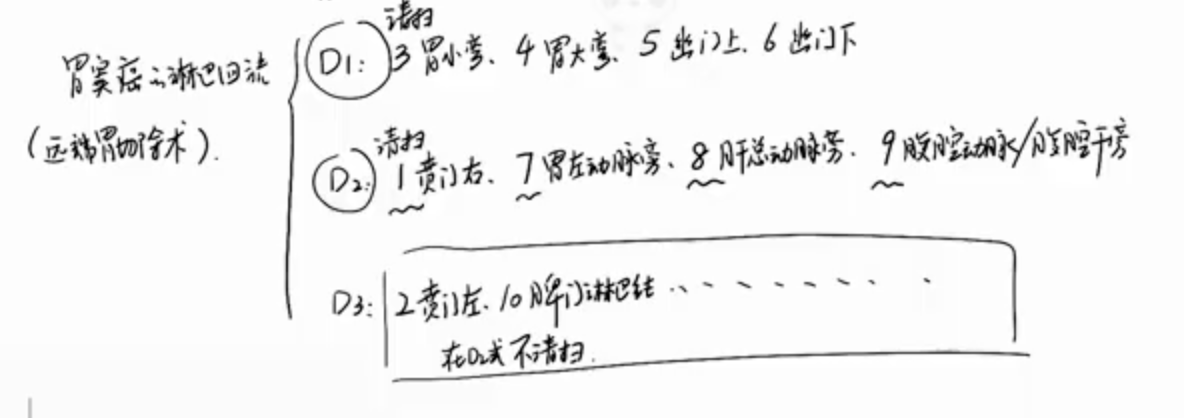 胃窦癌之淋巴回流
(远端胃切除术).
清扫
D1: 3 胃小弯、4 胃大弯、5 幽门上、6 幽门下
清扫
D2: 1 贲门右、7 胃左动脉旁、8 肝总动脉旁、9 腹腔动脉/腹腔干旁
D3: 2 贲门左、10 脾门淋巴结
在D2式不清扫.